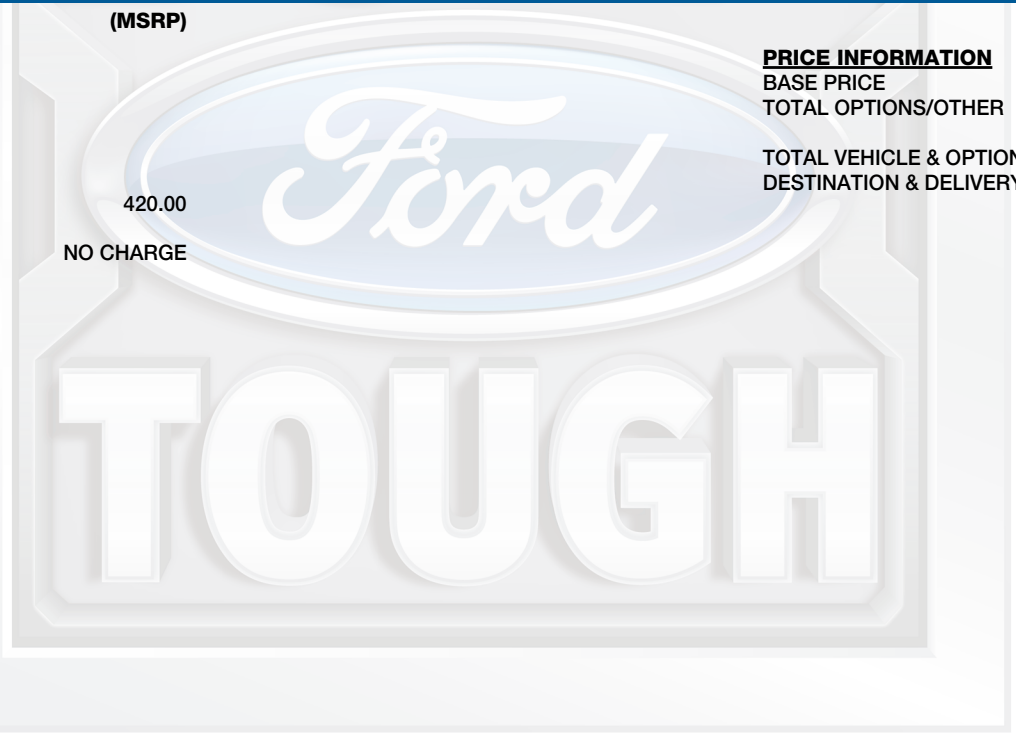 (MSRP)
420.00
NO CHARGE
PRICE INFORMATION
BASE PRICE
TOTAL OPTIONS/OTHER
TOTAL VEHICLE & OPTION
DESTINATION & DELIVERY
Ford
TOUGH